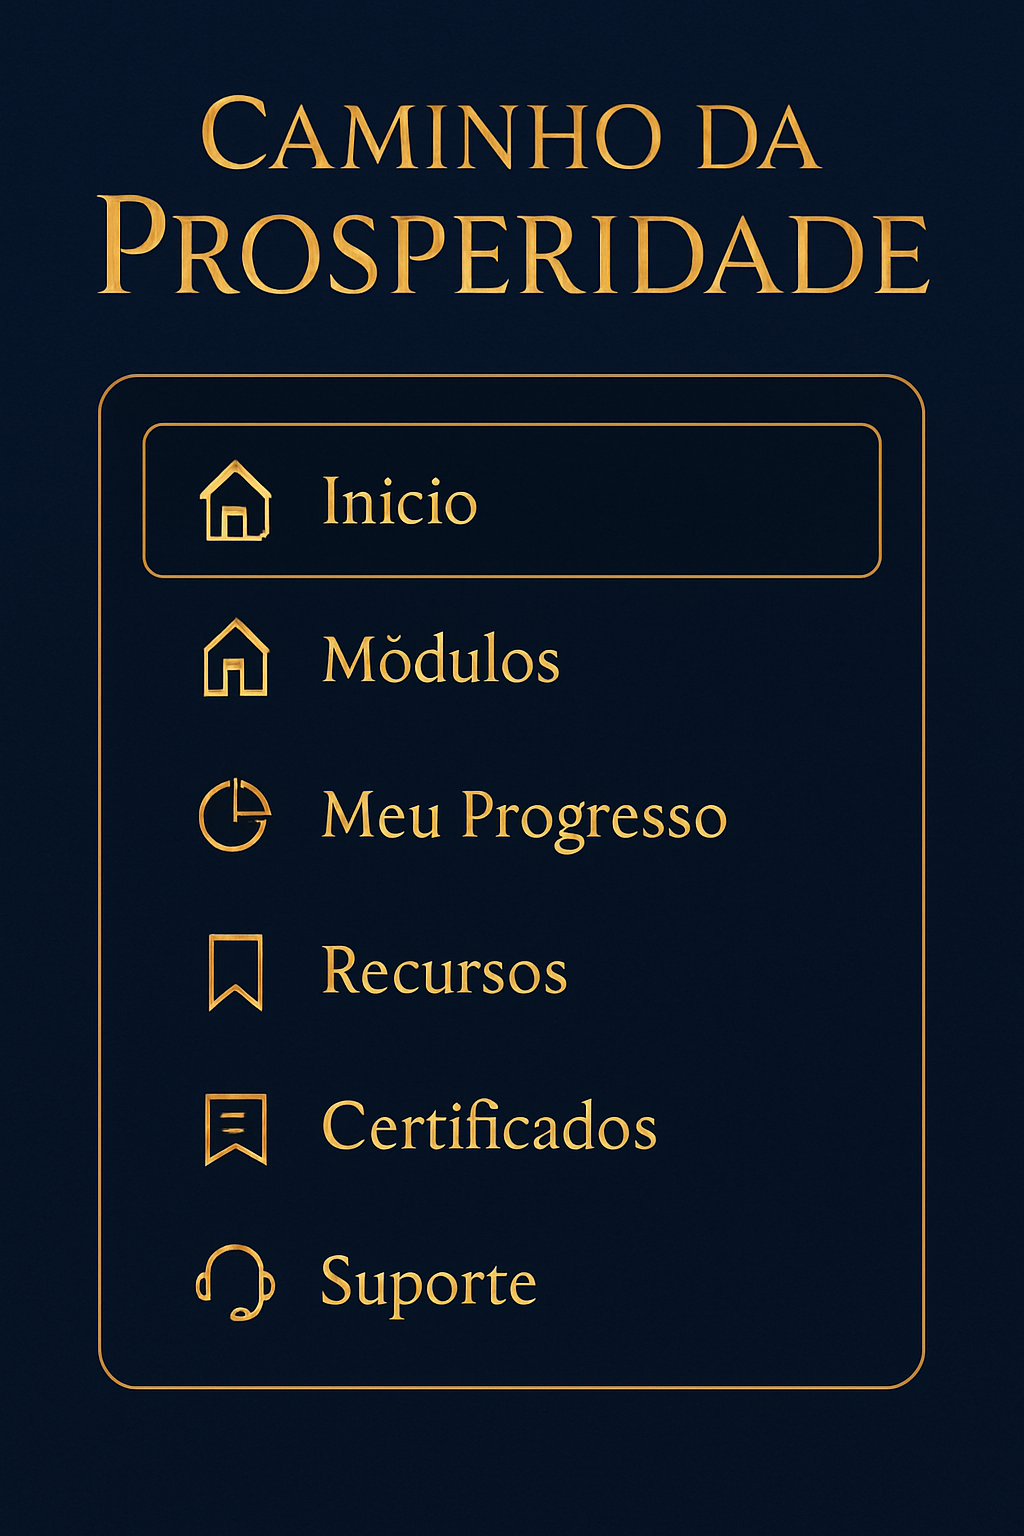 CAMINHO DA
PROSPERIDADE
Inicio
Mŏdulos
Meu Progresso
Recursos
Certificados
Suporte